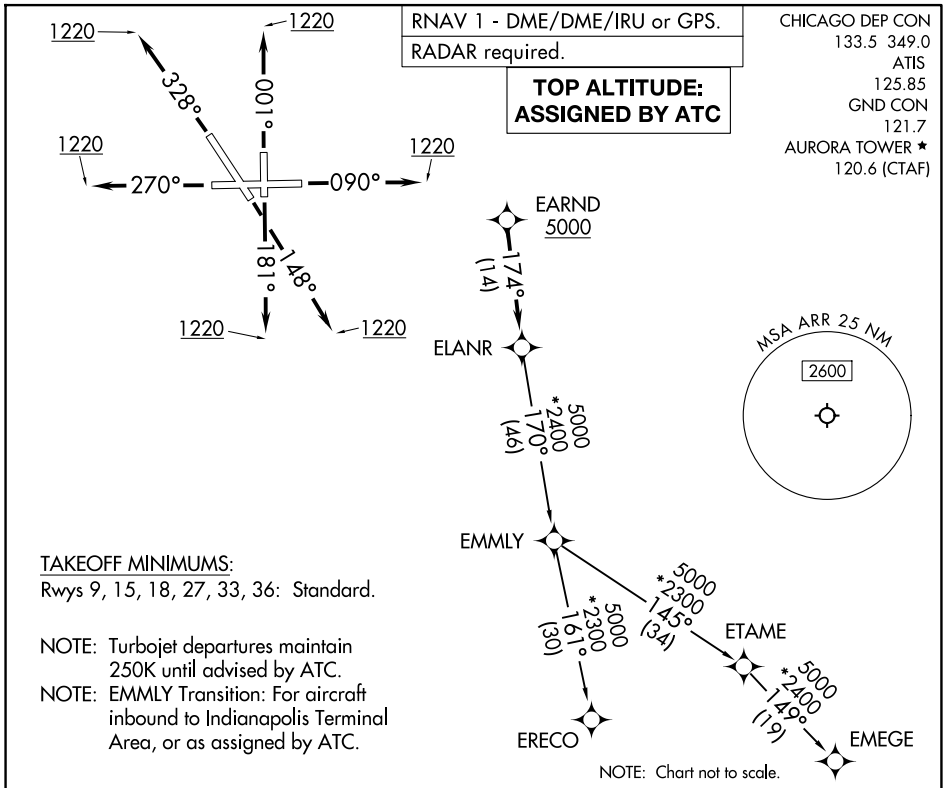 RNAV 1 - DME/DME/IRU or GPS.
RADAR required.
TOP ALTITUDE:
ASSIGNED BY ATC
CHICAGO DEP CON
133.5 349.0
ATIS
125.85
GND CON
121.7
AURORA TOWER ★
120.6 (CTAF)
1220
1220
328°
001°
1220
1220
270°
090°
181°
148°
1220
1220
EARND
5000
174°
(14)
ELANR
MSA ARR 25 NM
2600
5000
*2400
170°
(46)
EMMLY
5000
*2300
145°
(34)
5000
*2300
161°
(30)
ETAME
5000
*2400
149°
(19)
ERECO
EMEGE
TAKEOFF MINIMUMS:
Rwys 9, 15, 18, 27, 33, 36: Standard.
NOTE: Turbojet departures maintain
250K until advised by ATC.
NOTE: EMMLY Transition: For aircraft
inbound to Indianapolis Terminal
Area, or as assigned by ATC.
NOTE: Chart not to scale.